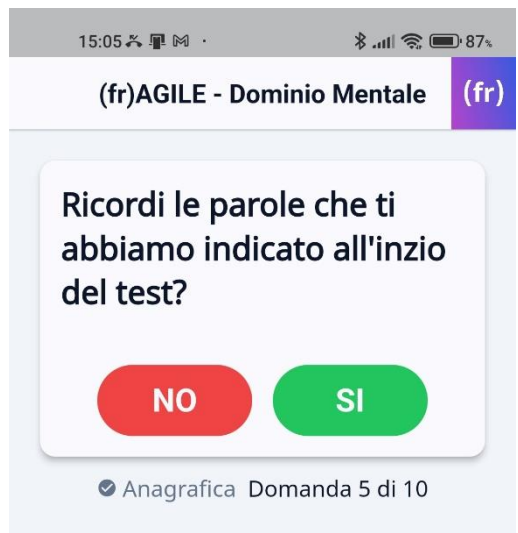 15:05 87%
(fr)AGILE - Dominio Mentale (fr)
Ricordi le parole che ti
abbiamo indicato all'inzio
del test?
NO SI
Anagrafica Domanda 5 di 10